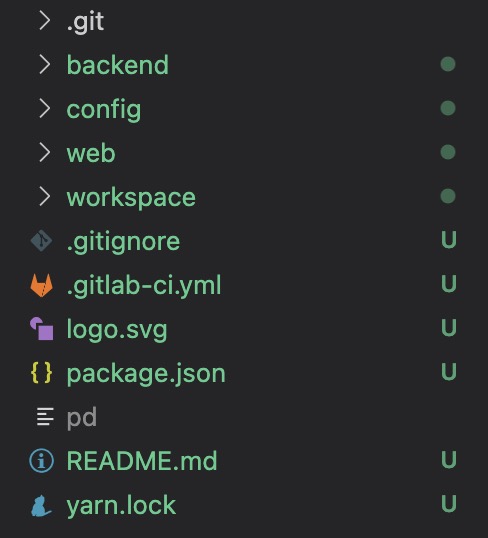 .git
backend
config
web
workspace
.gitignore U
.gitlab-ci.yml U
logo.svg U
package.json U
pd
README.md U
yarn.lock U